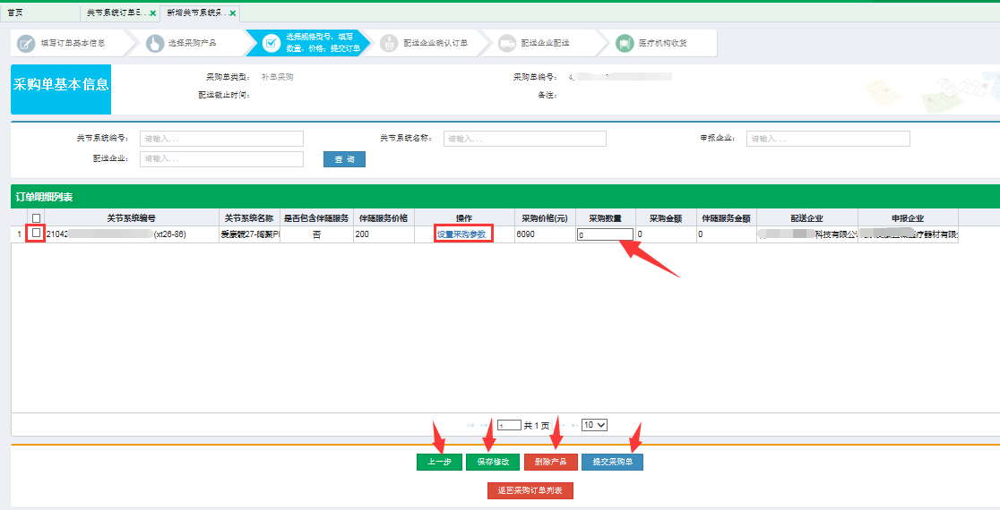 首页
关节系统订单E...×
新增关节系统采...×
填写订单基本信息
选择采购产品
选择规格型号，填写
数量、价格；提交订单
配送企业确认订单
配送企业配送
医疗机构收货
采购单基本信息
采购单类型： 补单采购
采购单编号：
配送截止时间：
备注：
关节系统编号： 请输入...
关节系统名称： 请输入...
申报企业： 请输入...
配送企业： 请输入...
查 询
订单明细列表
关节系统编号 关节系统名称 是否包含伴随服务 伴随服务价格 操作 采购价格(元) 采购数量 采购金额 伴随服务金额 配送企业 申报企业
1 21042 (xt26-86) 爱康髋27-陶聚P 否 200 设置采购参数 6090 0 0 0 科技有限公 医疗器材有限
1 共 1 页 10
上一步 保存修改 删除产品 提交采购单
返回采购订单列表